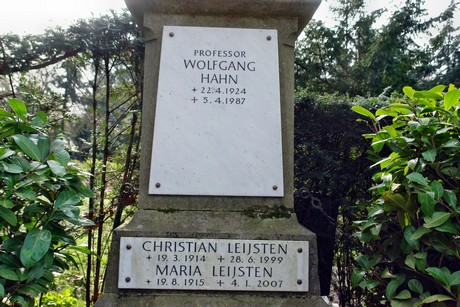 PROFESSOR
WOLFGANG
HAHN
+ 22.4.1924
+ 5.4.1987
CHRISTIAN LEIJSTEN
+ 19.3.1914 + 28.6.1999
MARIA LEIJSTEN
+ 19.8.1915 + 4.1.2007